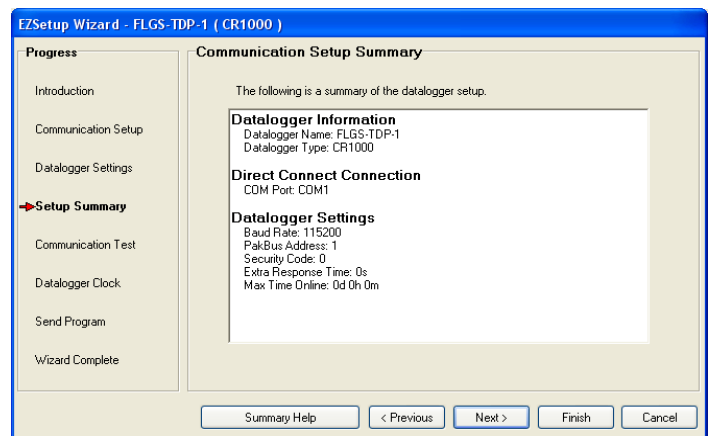 EZSetup Wizard - FLGS-TDP-1 ( CR1000 )
Progress
Introduction
Communication Setup
Datalogger Settings
Setup Summary
Communication Test
Datalogger Clock
Send Program
Wizard Complete
Communication Setup Summary
The following is a summary of the datalogger setup.
Datalogger Information
Datalogger Name: FLGS-TDP-1
Datalogger Type: CR1000
Direct Connect Connection
COM Port: COM1
Datalogger Settings
Baud Rate: 115200
PakBus Address: 1
Security Code: 0
Extra Response Time: 0s
Max Time Online: 0d 0h 0m
Summary Help
< Previous
Next >
Finish
Cancel